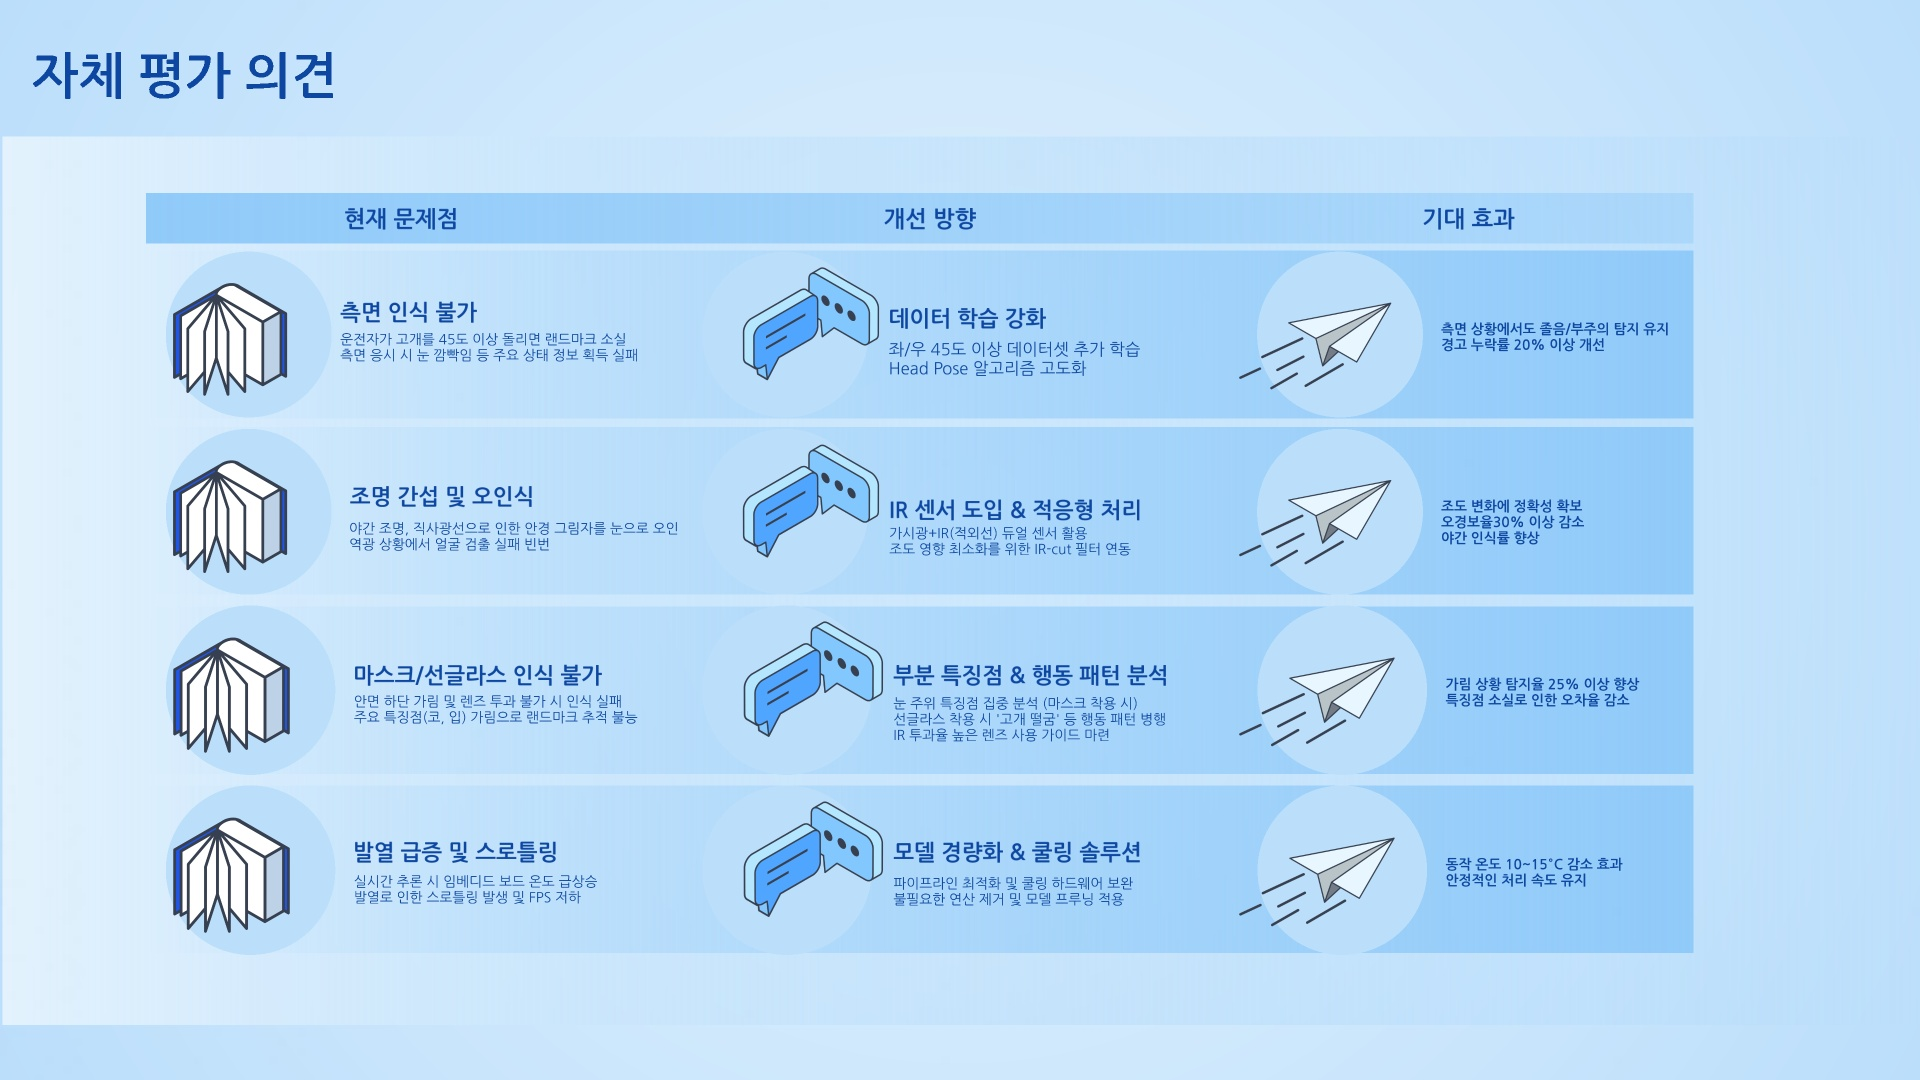 자체 평가 의견
현재 문제점
개선 방향
기대 효과
측면 인식 불가
운전자가 고개를 45도 이상 돌리면 랜드마크 소실
측면 응시 시 눈 깜빡임 등 주요 상태 정보 획득 실패
데이터 학습 강화
좌/우 45도 이상 데이터셋 추가 학습
Head Pose 알고리즘 고도화
측면 상황에서도 졸음/부주의 탐지 유지
경고 누락률 20% 이상 개선
조명 간섭 및 오인식
야간 조명, 직사광선으로 인한 안경 그림자를 눈으로 오인
역광 상황에서 얼굴 검출 실패 빈번
IR 센서 도입 & 적응형 처리
가시광+IR(적외선) 듀얼 센서 활용
조도 영향 최소화를 위한 IR-cut 필터 연동
조도 변화에 정확성 확보
오경보율30% 이상 감소
야간 인식률 향상
마스크/선글라스 인식 불가
안면 하단 가림 및 렌즈 투과 불가 시 인식 실패
주요 특징점(코, 입) 가림으로 랜드마크 추적 불능
부분 특징점 & 행동 패턴 분석
눈 주위 특징점 집중 분석 (마스크 착용 시)
선글라스 착용 시 '고개 떨굼' 등 행동 패턴 병행
IR 투과율 높은 렌즈 사용 가이드 마련
가림 상황 탐지율 25% 이상 향상
특징점 소실로 인한 오차율 감소
발열 급증 및 스로틀링
실시간 추론 시 임베디드 보드 온도 급상승
발열로 인한 스로틀링 발생 및 FPS 저하
모델 경량화 & 쿨링 솔루션
파이프라인 최적화 및 쿨링 하드웨어 보완
불필요한 연산 제거 및 모델 프루닝 적용
동작 온도 10~15˚C 감소 효과
안정적인 처리 속도 유지